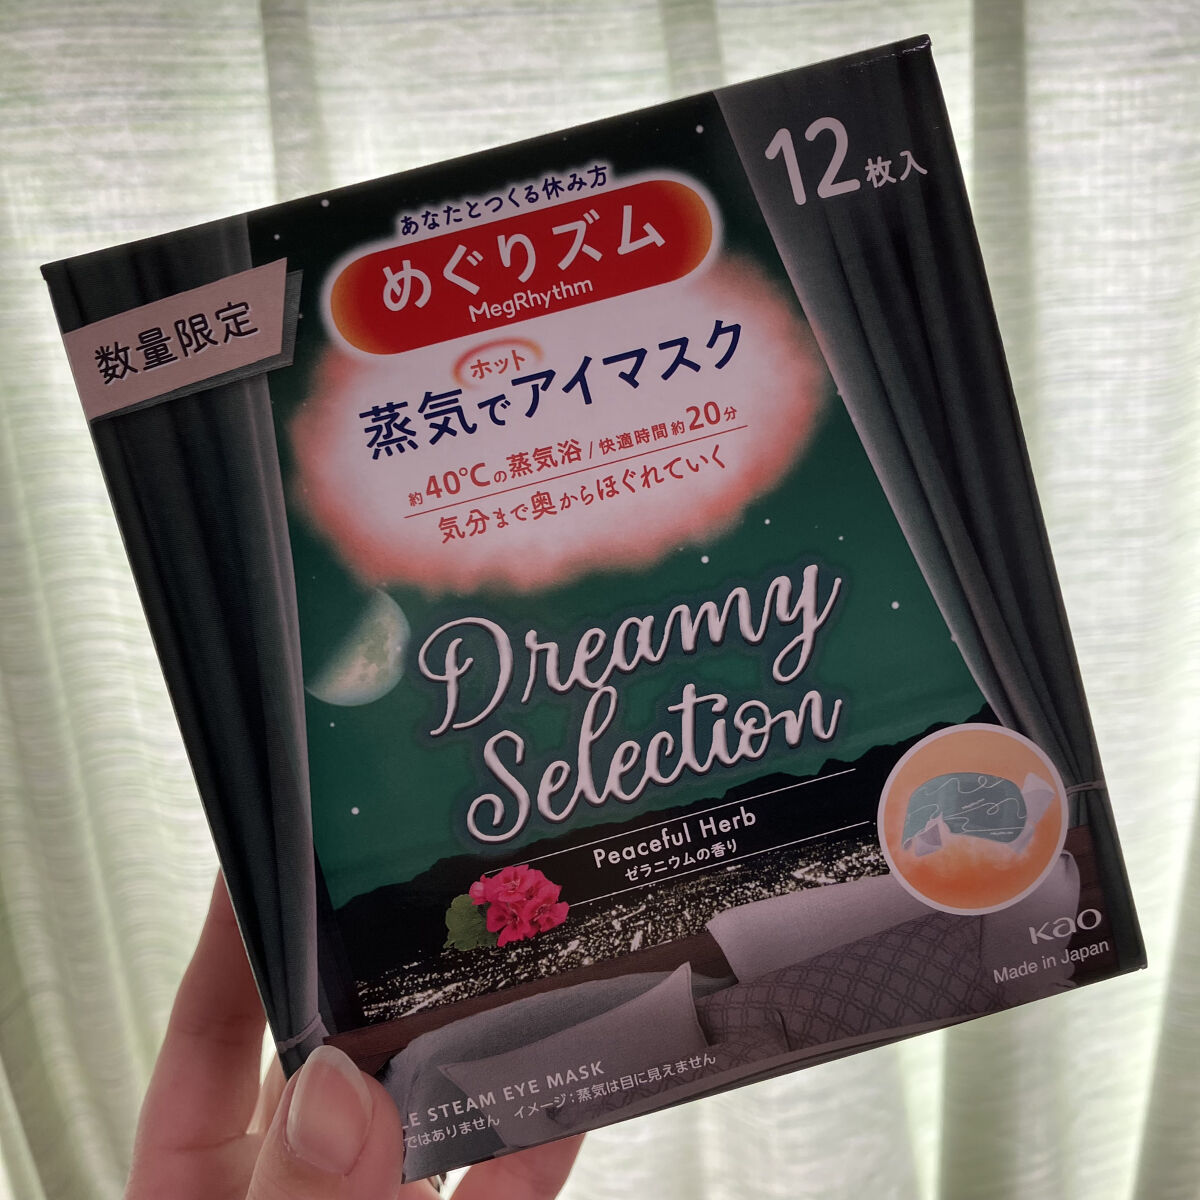 12枚入
あなたとつくる休み方
めぐりズム
MegRhythm
数量限定
ホット
蒸気でアイマスク
約40℃の蒸気浴/快適時間約20分
気分まで奥からほぐれていく
Dreamy
Selection
Peaceful Herb
ゼラニウムの香り
Kao
Made in Japan
STEAM EYE MASK
ではありません イメージ:蒸気は目に見えません